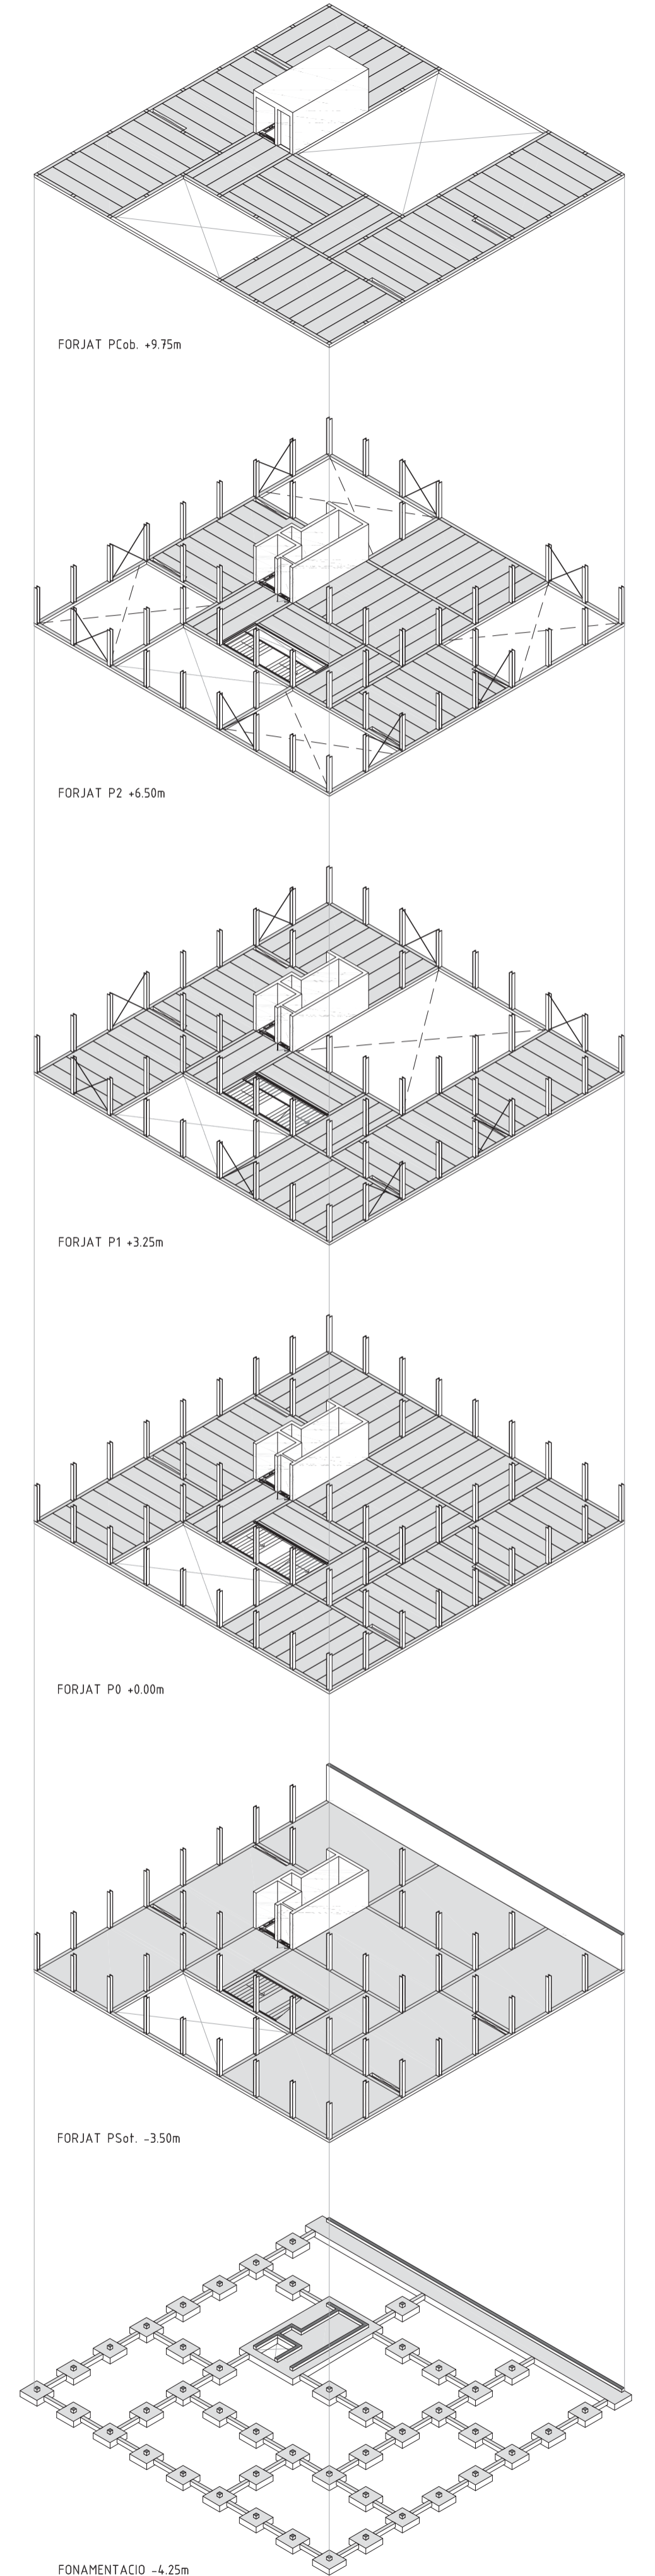 FORJAT PCob. +9.75m
FORJAT P2 +6.50m
FORJAT P1 +3.25m
FORJAT P0 +0.00m
FORJAT PSot. -3.50m
FONAMENTACIO -4.25m